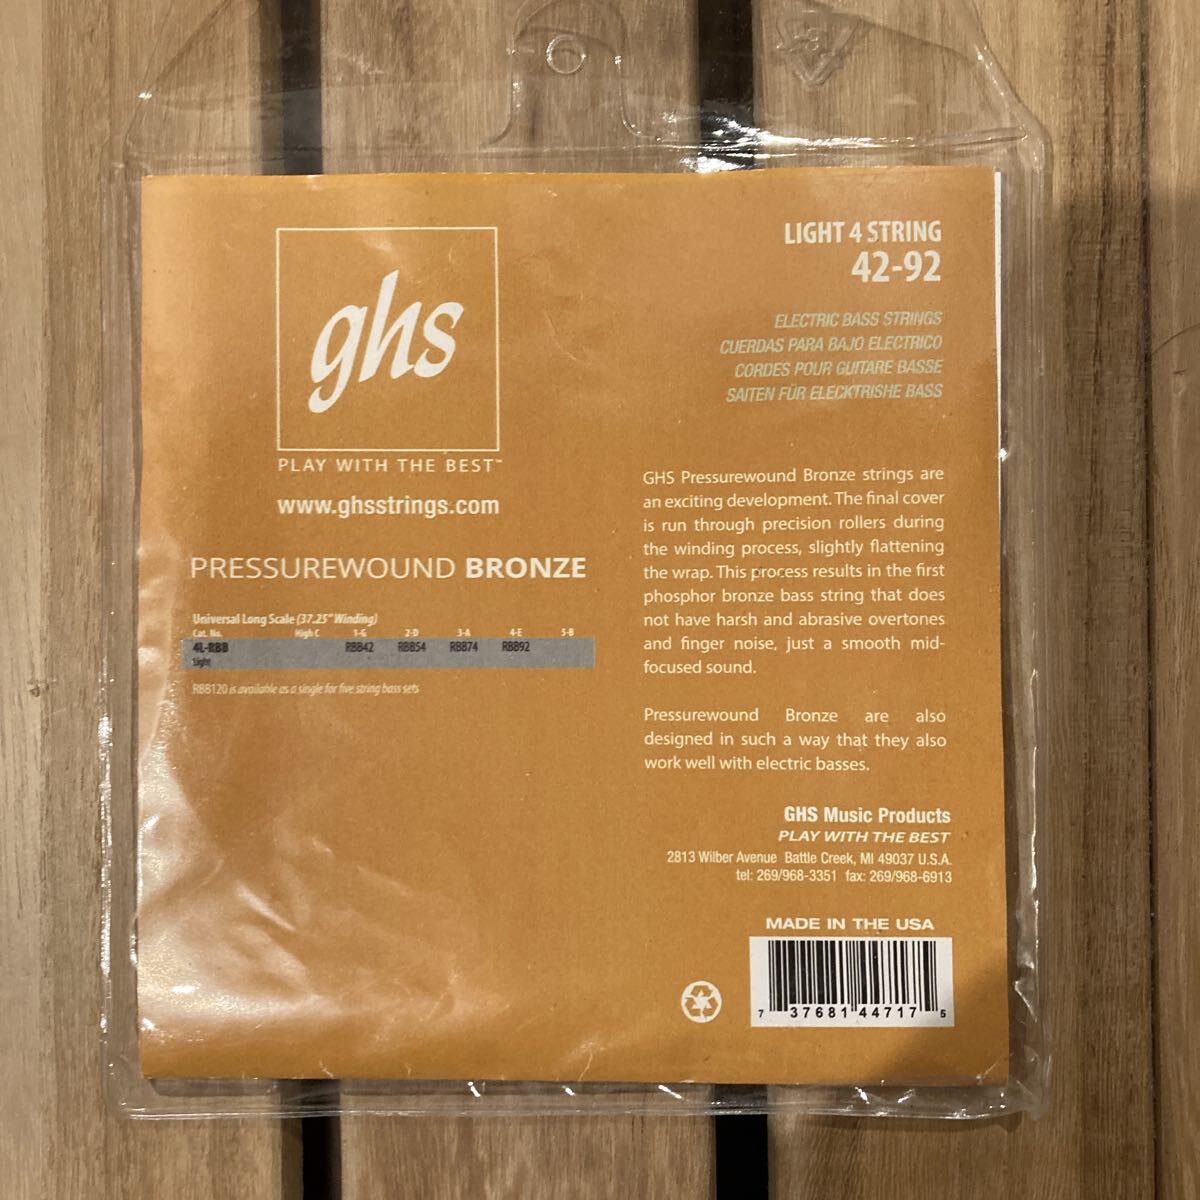 ghs
PLAY WITH THE BEST™
www.ghsstrings.com
PRESSUREWOUND BRONZE
Universal Long Scale (37.25" Winding)
Cat. No. High C 1-G 2-D 3-A 4-E 5-B
4L-RBB RBB42 RBB54 RBB74 RBB92
Light
RBB120 is available as a single for five string bass sets
LIGHT 4 STRING
42-92
ELECTRIC BASS STRINGS
CUERDAS PARA BAJO ELECTRICO
CORDES POUR GUITARE BASSE
SAITEN FÜR ELECKTRISHE BASS
GHS Pressurewound Bronze strings are
an exciting development. The final cover
is run through precision rollers during
the winding process, slightly flattening
the wrap. This process results in the first
phosphor bronze bass string that does
not have harsh and abrasive overtones
and finger noise, just a smooth mid-
focused sound.
Pressurewound Bronze are also
designed in such a way that they also
work well with electric basses.
GHS Music Products
PLAY WITH THE BEST
2813 Wilber Avenue Battle Creek, MI 49037 U.S.A.
tel: 269/968-3351 fax: 269/968-6913
MADE IN THE USA
7 37681 44717 5